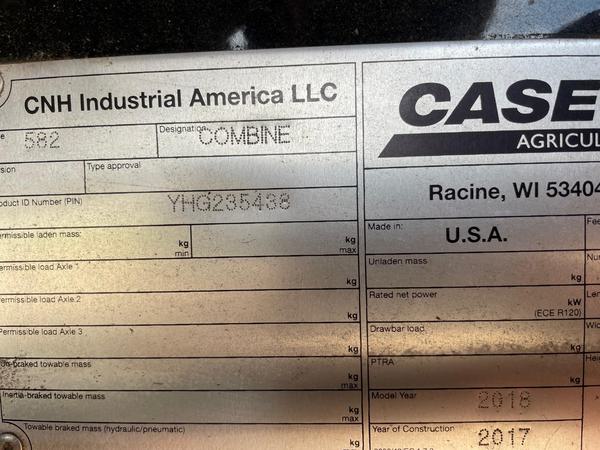 CNH Industrial America LLC
582
Designation
COMBINE
Type approval
Product ID Number (PIN)
YHG235438
Permissible laden mass:
kg
min
kg
max
Permissible load Axle 1
kg
Permissible load Axle 2
kg
Permissible load Axle 3
kg
Non-braked towable mass
kg
max
Inertia-braked towable mass
kg
max
Towable braked mass (hydraulic/pneumatic)
kg
CASE
AGRICUL
Racine, WI 53404
Made in:
U.S.A.
Unladen mass
kg
Rated net power
kW
(ECE R120)
Drawbar load
kg
PTRA
kg
Model Year
2018
Year of Construction
2017